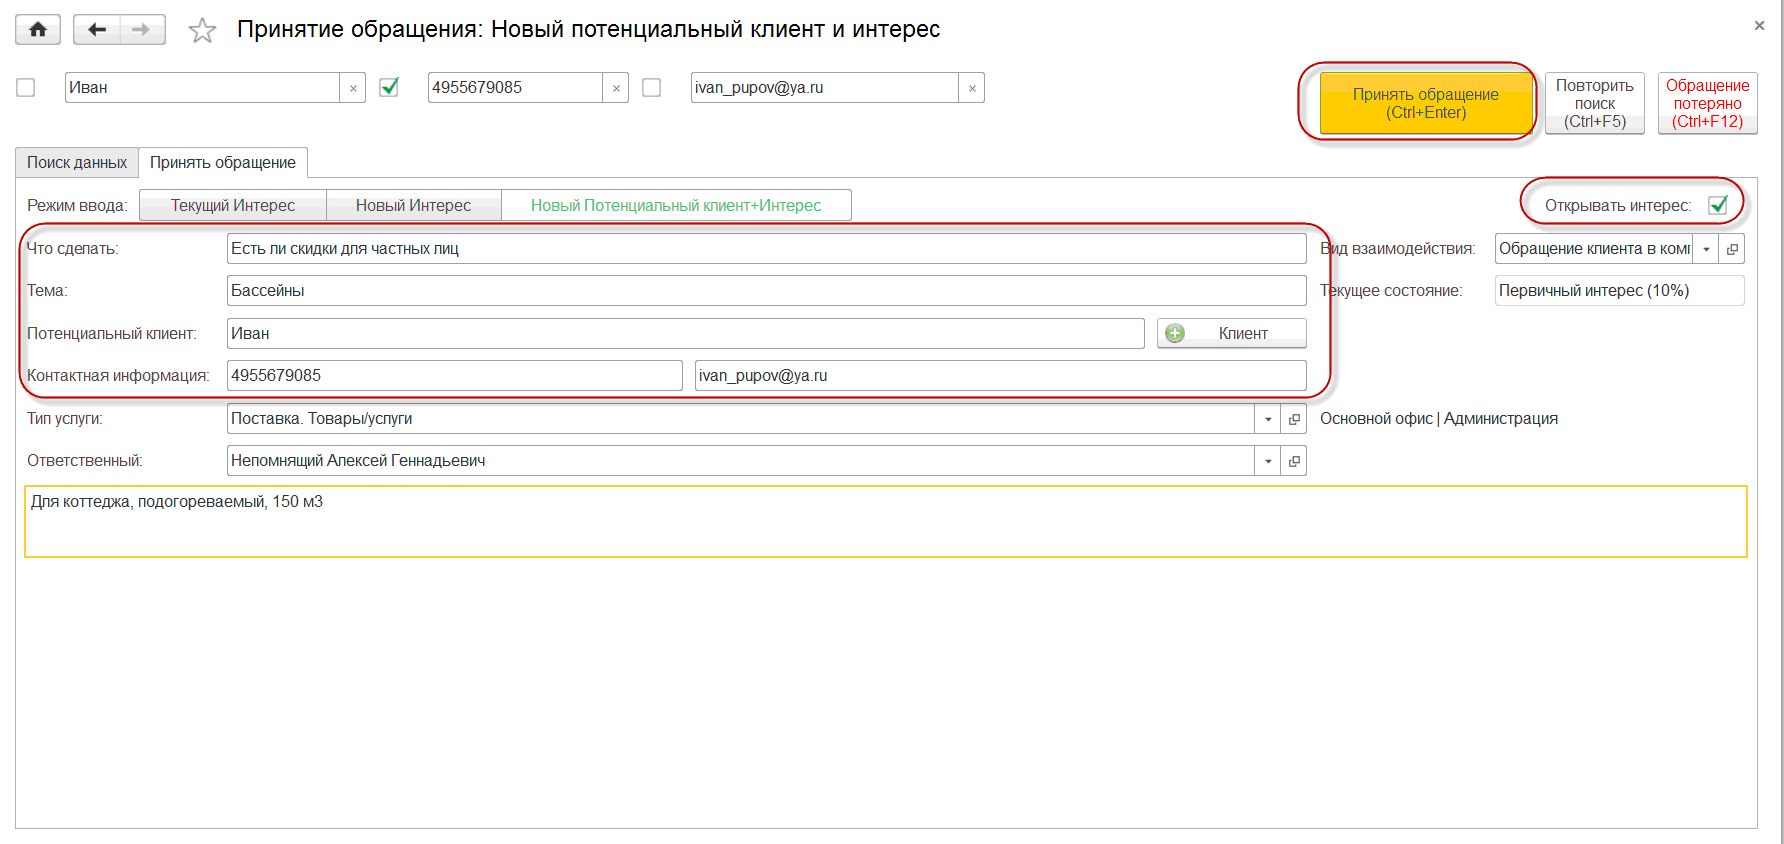 Принятие обращения: Новый потенциальный клиент и интерес
Иван
4955679085
ivan_pupov@ya.ru
Принять обращение
(Ctrl+Enter)
Повторить
поиск
(Ctrl+F5)
Обращение
потеряно
(Ctrl+F12)
Поиск данных
Принять обращение
Режим ввода:
Текущий Интерес
Новый Интерес
Новый Потенциальный клиент+Интерес
Открывать интерес:
Что сделать:
Есть ли скидки для частных лиц
Вид взаимодействия:
Обращение клиента в ком
Тема:
Бассейны
Текущее состояние:
Первичный интерес (10%)
Потенциальный клиент:
Иван
Клиент
Контактная информация:
4955679085
ivan_pupov@ya.ru
Тип услуги:
Поставка. Товары/услуги
Основной офис | Администрация
Ответственный:
Непомнящий Алексей Геннадьевич
Для коттеджа, подогореваемый, 150 м3